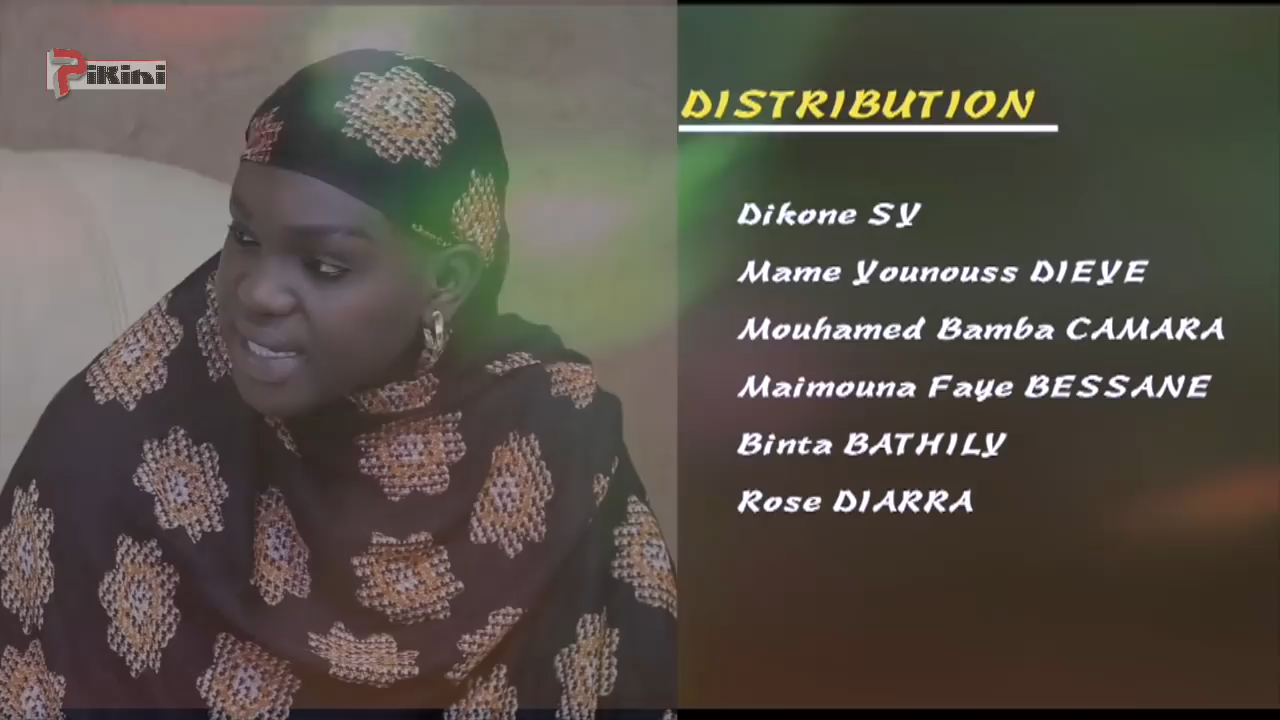 Pikini
DISTRIBUTION
Dikone SY
Mame Younouss DIEYE
Mouhamed Bamba CAMARA
Maimouna Faye BESSANE
Binta BATHILY
Rose DIARRA